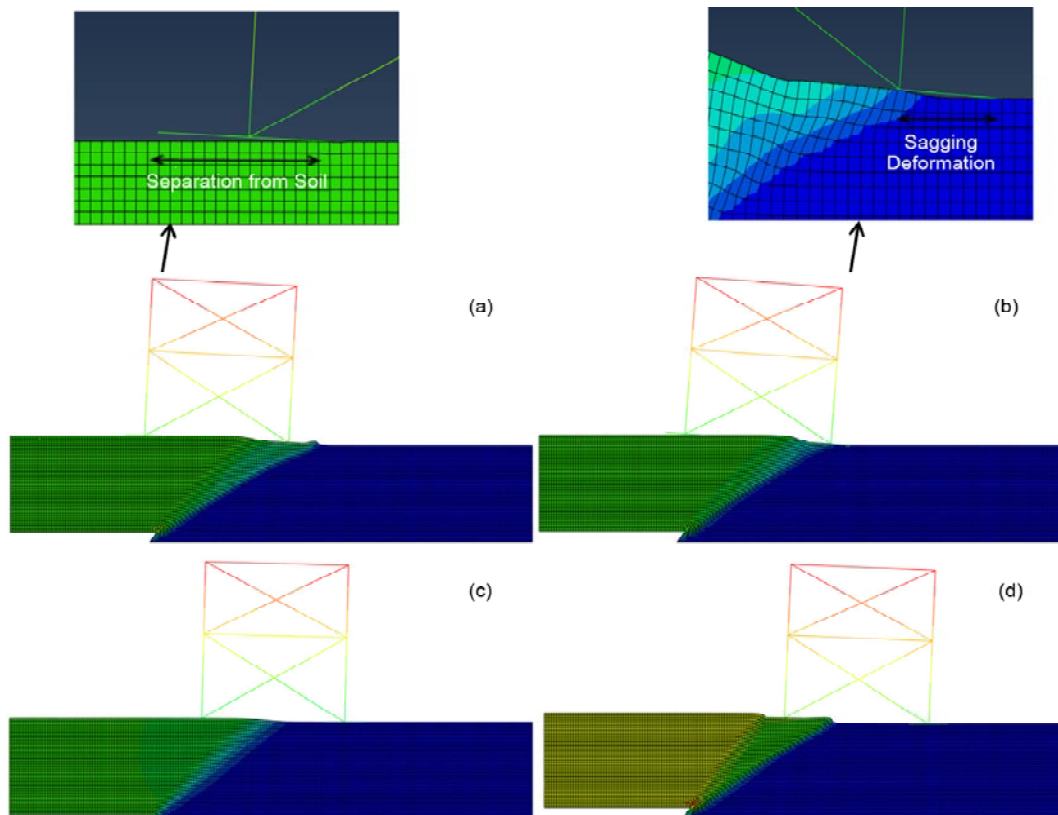 Separation from Soil
Sagging
Deformation
(a)
(b)
(c)
(d)